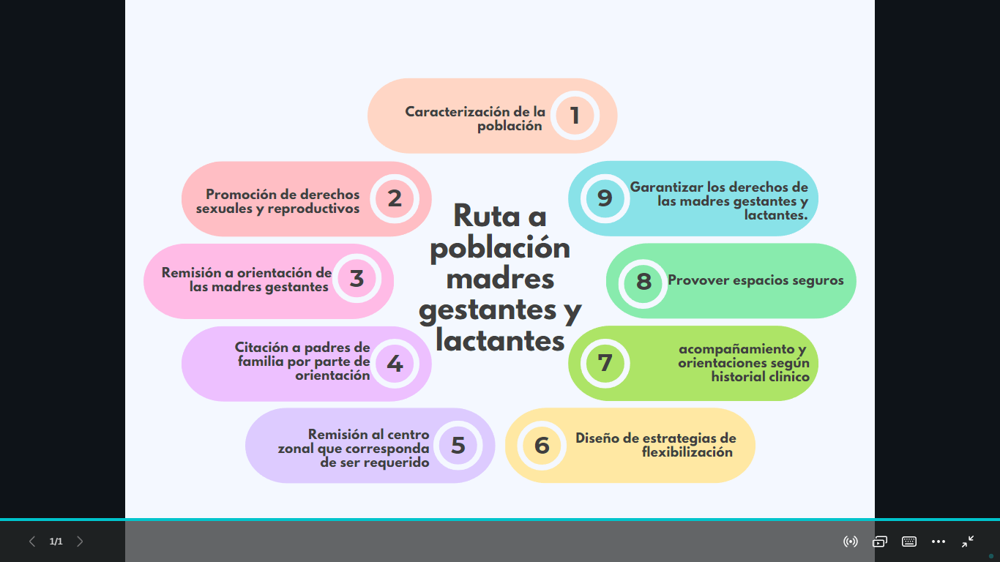 Caracterización de la
población
1
2
Promoción de derechos
sexuales y reproductivos
3
Remisión a orientación de
las madres gestantes
4
Citación a padres de
familia por parte de
orientación
5
Remisión al centro
zonal que corresponda
de ser requerido
6
Diseño de estrategias de
flexibilización
7
acompañamiento y
orientaciones según
historial clinico
8
Provover espacios seguros
9
Garantizar los derechos de
las madres gestantes y
lactantes.
Ruta a
población
madres
gestantes y
lactantes
1/1